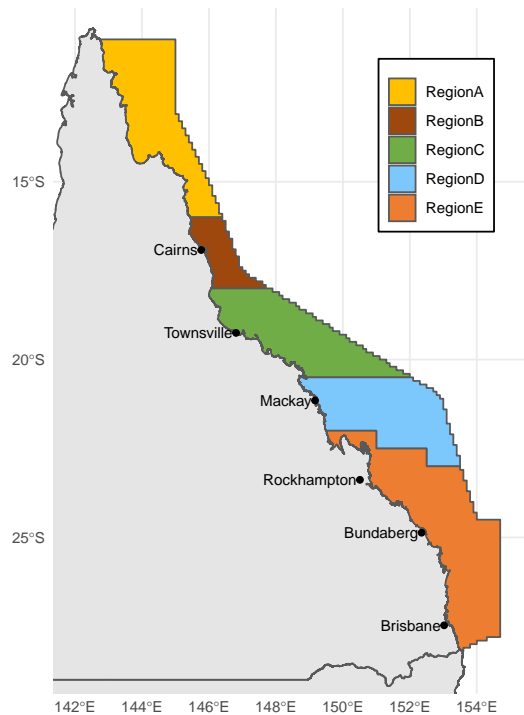 RegionA
RegionB
RegionC
RegionD
RegionE
15°S
Cairns
Townsville
20°S
Mackay
Rockhampton
Bundaberg
25°S
Brisbane
142°E 144°E 146°E 148°E 150°E 152°E 154°E